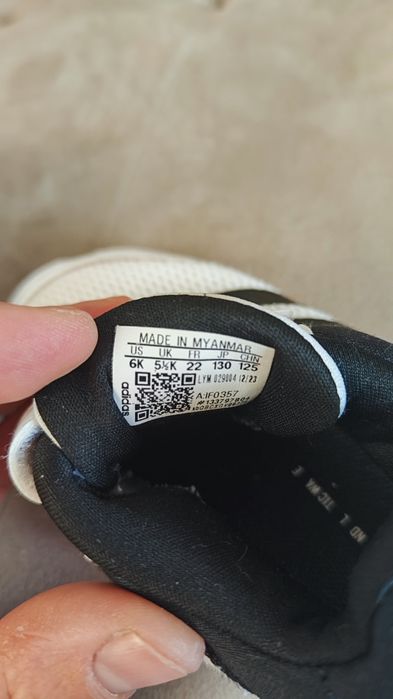 MADE IN MYANMAR
US UK FR JP CHN
6K 5½K 22 130 125
LYM 029004 12/23
A:IF0357
adidas